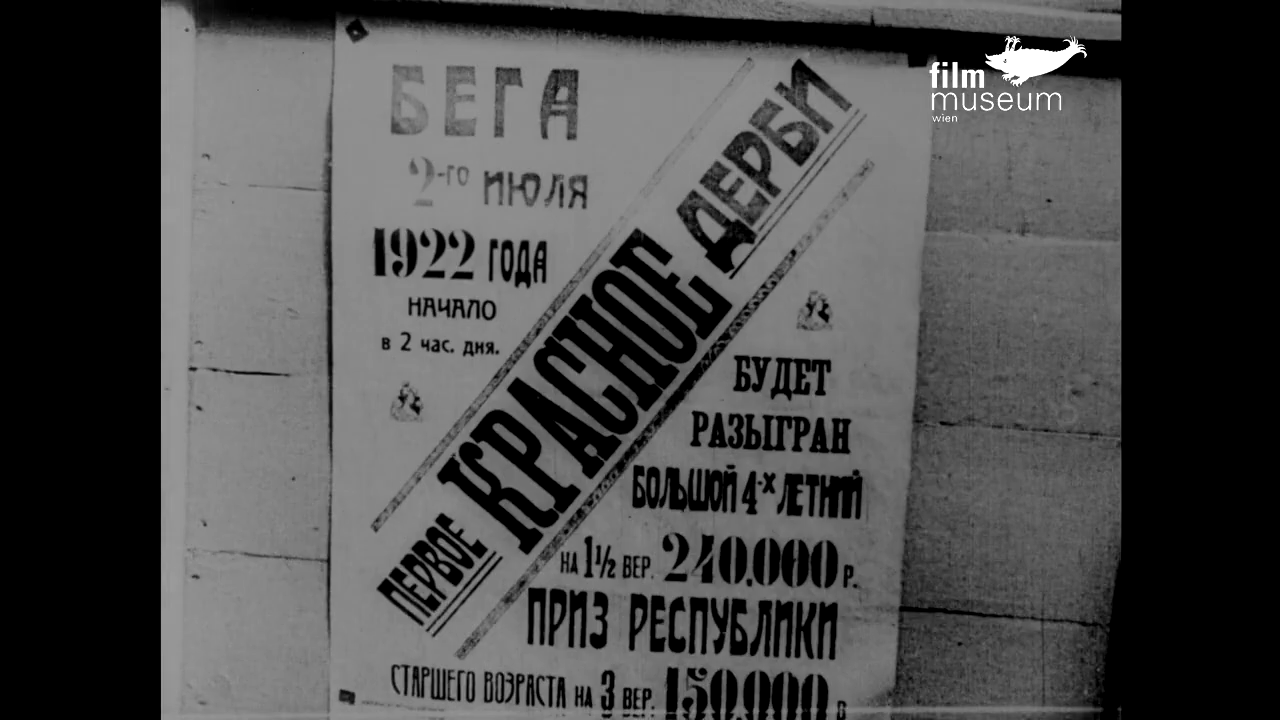 БЕГА
2-го ИЮЛЯ
1922 ГОДА
НАЧАЛО
в 2 час. дня.
ПЕРВОЕ КРАСНОЕ ДЕРБИ
БУДЕТ
РАЗЫГРАН
БОЛЬШОЙ 4-х ЛЕТНИЙ
НА 1½ ВЕР. 240.000 Р.
ПРИЗ РЕСПУБЛИКИ
СТАРШЕГО ВОЗРАСТА НА 3 ВЕР. 150.000
film
museum
wien